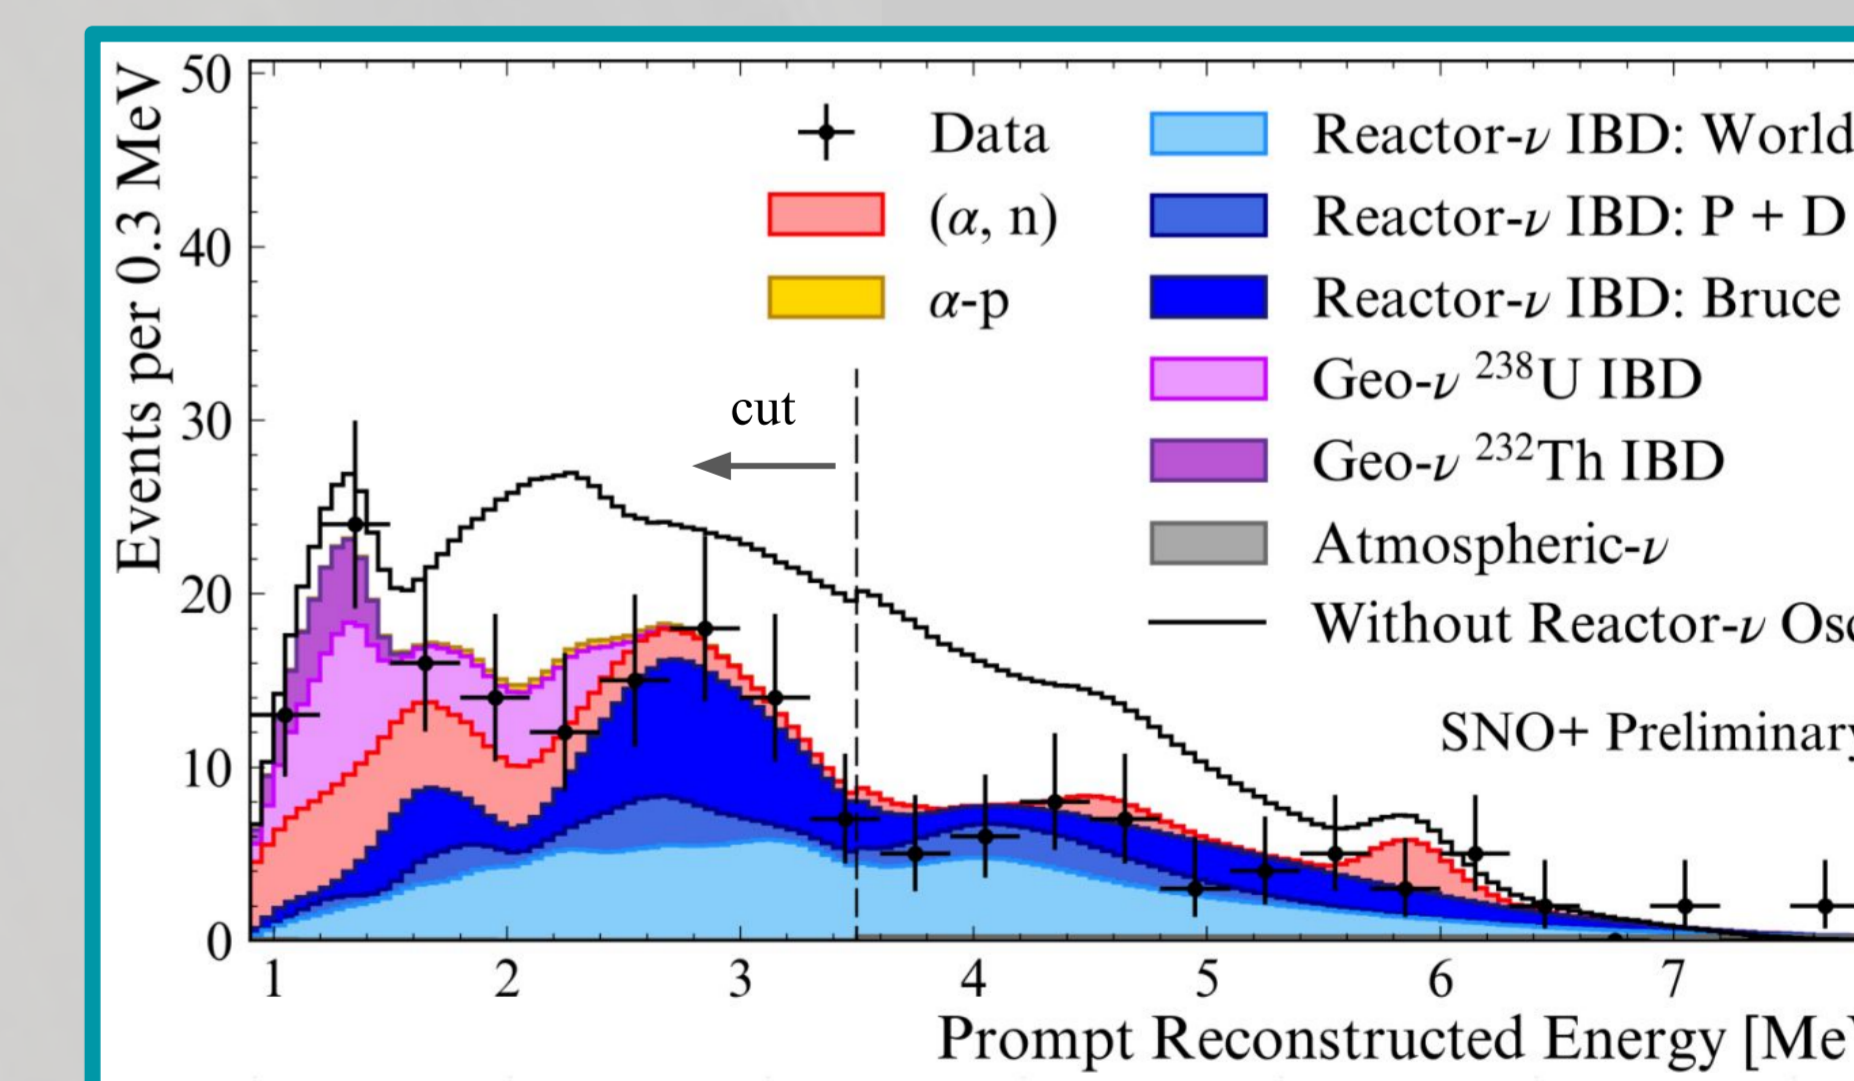 Events per 0.3 MeV
50
40
30
20
10
0
Data
(α, n)
α-p
Reactor-ν IBD: World
Reactor-ν IBD: P + D
Reactor-ν IBD: Bruce
Geo-ν ²³⁸U IBD
Geo-ν ²³²Th IBD
Atmospheric-ν
Without Reactor-ν Osc
cut
SNO+ Preliminary
1 2 3 4 5 6 7
Prompt Reconstructed Energy [MeV